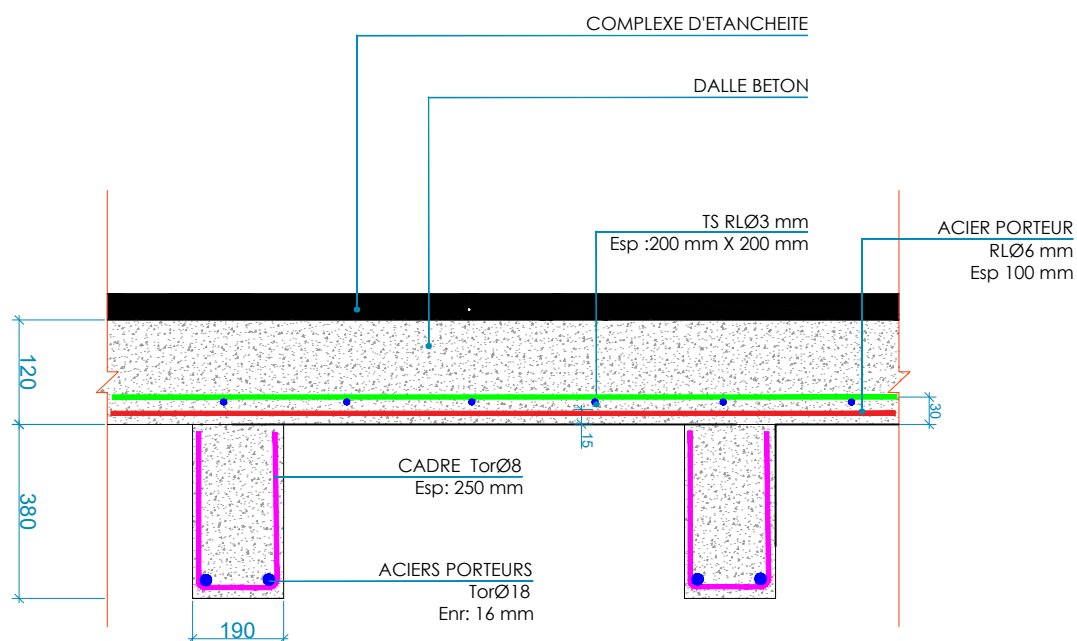 COMPLEXE D'ETANCHEITE
DALLE BETON
TS RLØ3 mm
Esp :200 mm X 200 mm
ACIER PORTEUR
RLØ6 mm
Esp 100 mm
120
30
15
380
CADRE TorØ8
Esp: 250 mm
ACIERS PORTEURS
TorØ18
Enr: 16 mm
190